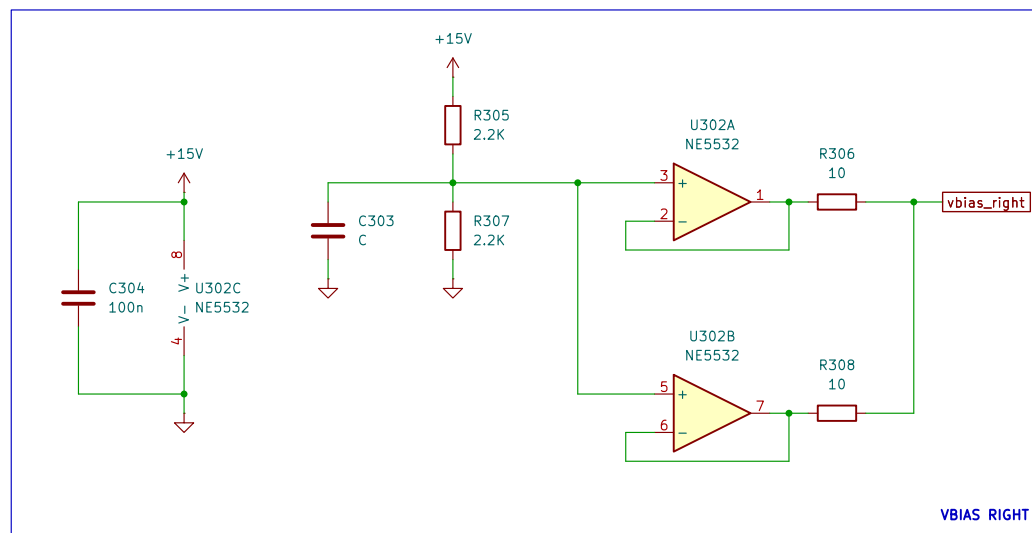 +15V
R305
2.2K
U302A
NE5532
+15V
R306
10
3
+
1
2
−
vbias_right
C303
C
R307
2.2K
8
V+
C304
100n
U302C
NE5532
V-
4
U302B
NE5532
R308
10
5
+
7
6
−
VBIAS RIGHT